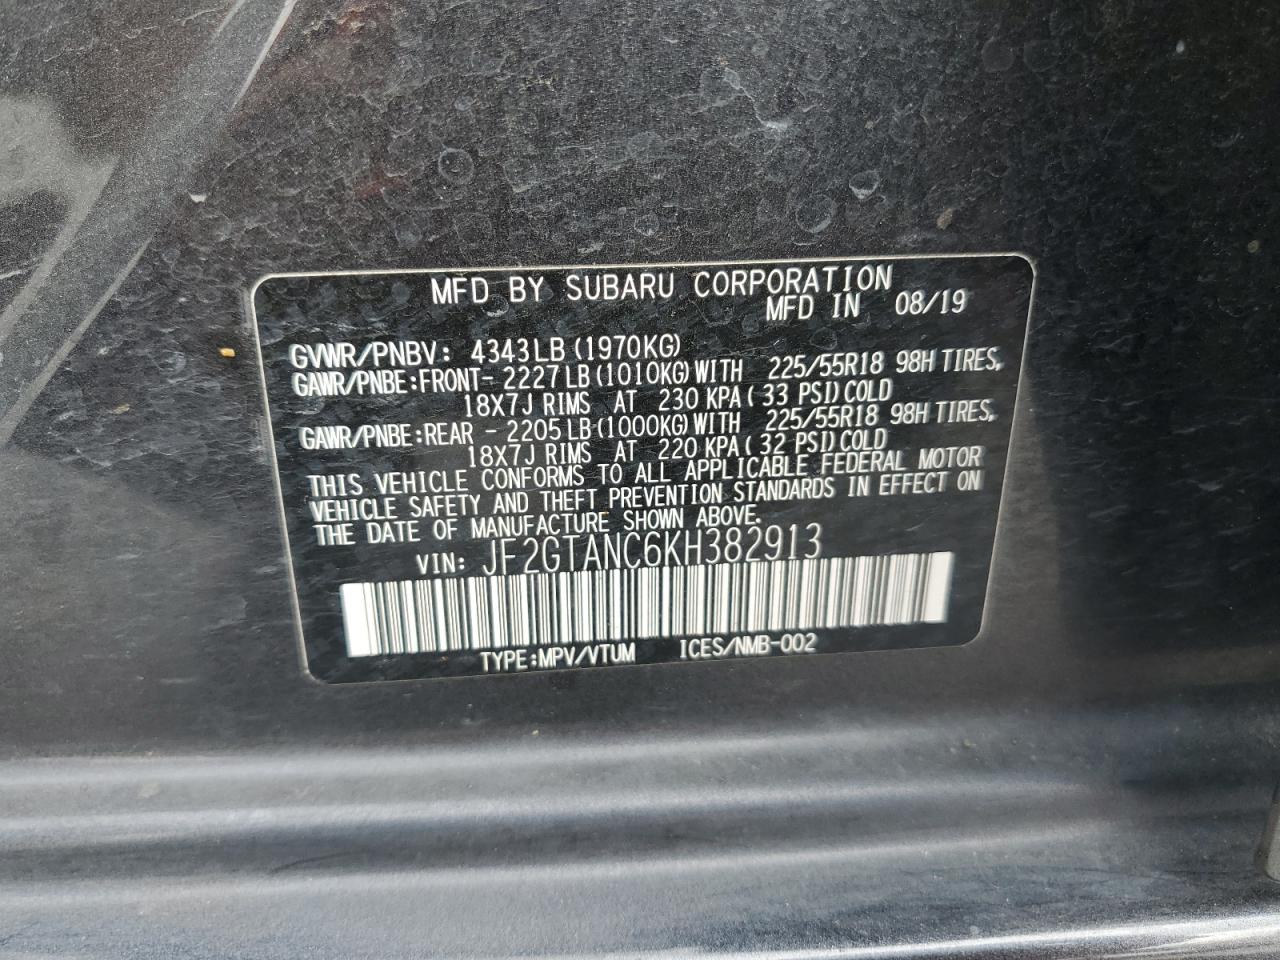 MFD BY SUBARU CORPORATION
MFD IN 08/19
GVWR/PNBV: 4343LB (1970KG)
GAWR/PNBE:FRONT- 2227LB (1010KG) WITH 225/55R18 98H TIRES,
18X7J RIMS AT 230 KPA (33 PSI) COLD
GAWR/PNBE:REAR - 2205LB (1000KG) WITH 225/55R18 98H TIRES,
18X7J RIMS AT 220 KPA (32 PSI) COLD
THIS VEHICLE CONFORMS TO ALL APPLICABLE FEDERAL MOTOR
VEHICLE SAFETY AND THEFT PREVENTION STANDARDS IN EFFECT ON
THE DATE OF MANUFACTURE SHOWN ABOVE.
VIN: JF2GTANC6KH382913
TYPE:MPV/VTUM ICES/NMB-002